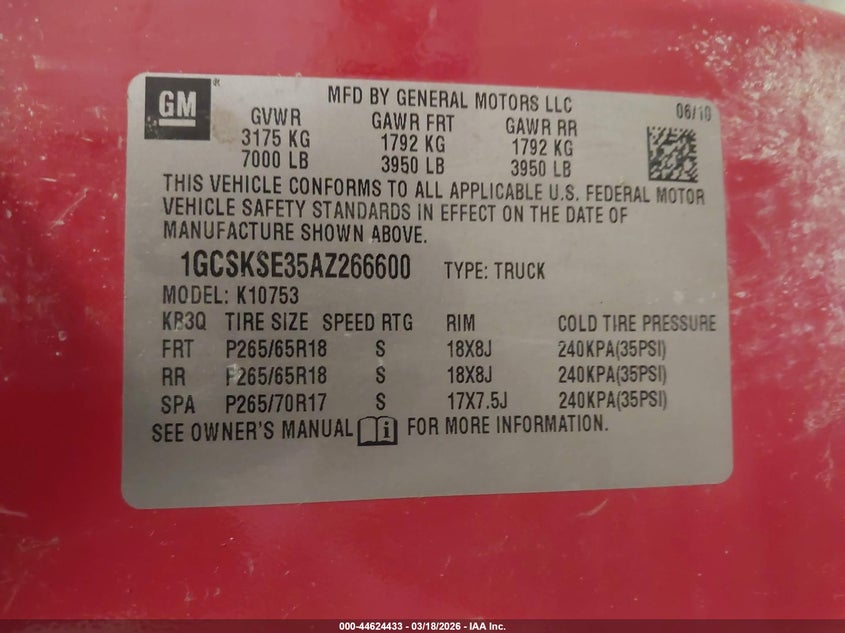 GM
®
MFD BY GENERAL MOTORS LLC
06/10
GVWR GAWR FRT GAWR RR
3175 KG 1792 KG 1792 KG
7000 LB 3950 LB 3950 LB
THIS VEHICLE CONFORMS TO ALL APPLICABLE U.S. FEDERAL MOTOR
VEHICLE SAFETY STANDARDS IN EFFECT ON THE DATE OF
MANUFACTURE SHOWN ABOVE.
1GCSKSE35AZ266600 TYPE: TRUCK
MODEL: K10753
KB3Q TIRE SIZE SPEED RTG RIM COLD TIRE PRESSURE
FRT P265/65R18 S 18X8J 240KPA(35PSI)
RR P265/65R18 S 18X8J 240KPA(35PSI)
SPA P265/70R17 S 17X7.5J 240KPA(35PSI)
SEE OWNER'S MANUAL i FOR MORE INFORMATION.
000-44624433 - 03/18/2026 - IAA Inc.